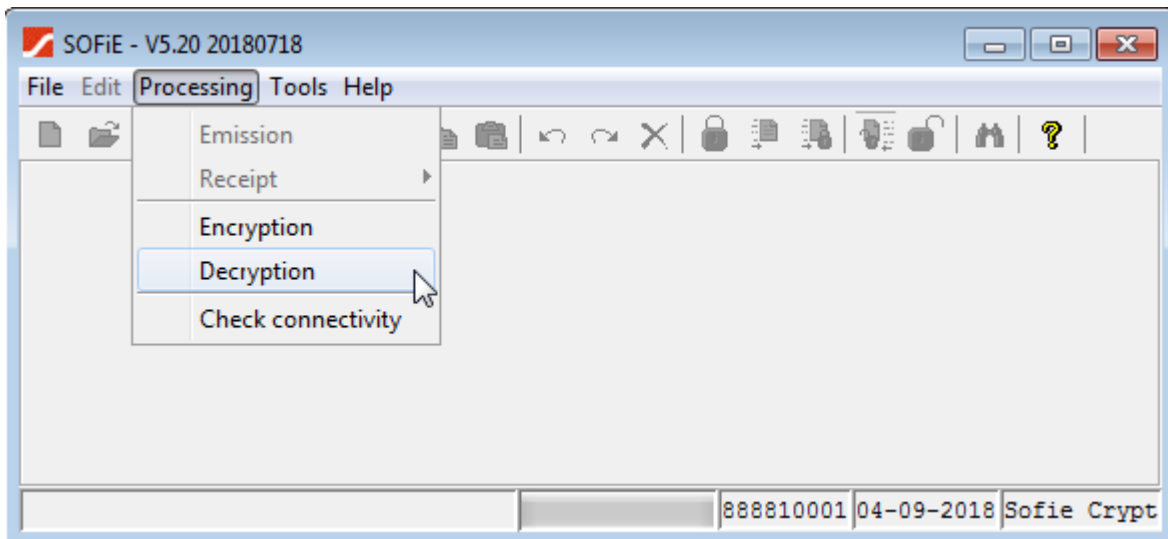 SOFiE - V5.20 20180718
File Edit Processing Tools Help
Emission
Receipt
Encryption
Decryption
Check connectivity
888810001 04-09-2018 Sofie Crypt